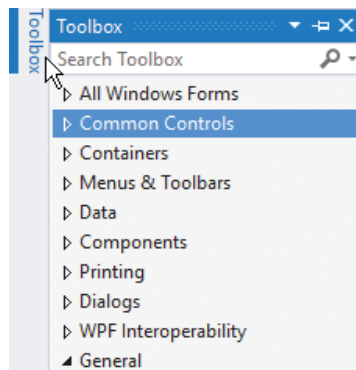 Toolbox
Toolbox
Search Toolbox
All Windows Forms
Common Controls
Containers
Menus & Toolbars
Data
Components
Printing
Dialogs
WPF Interoperability
General